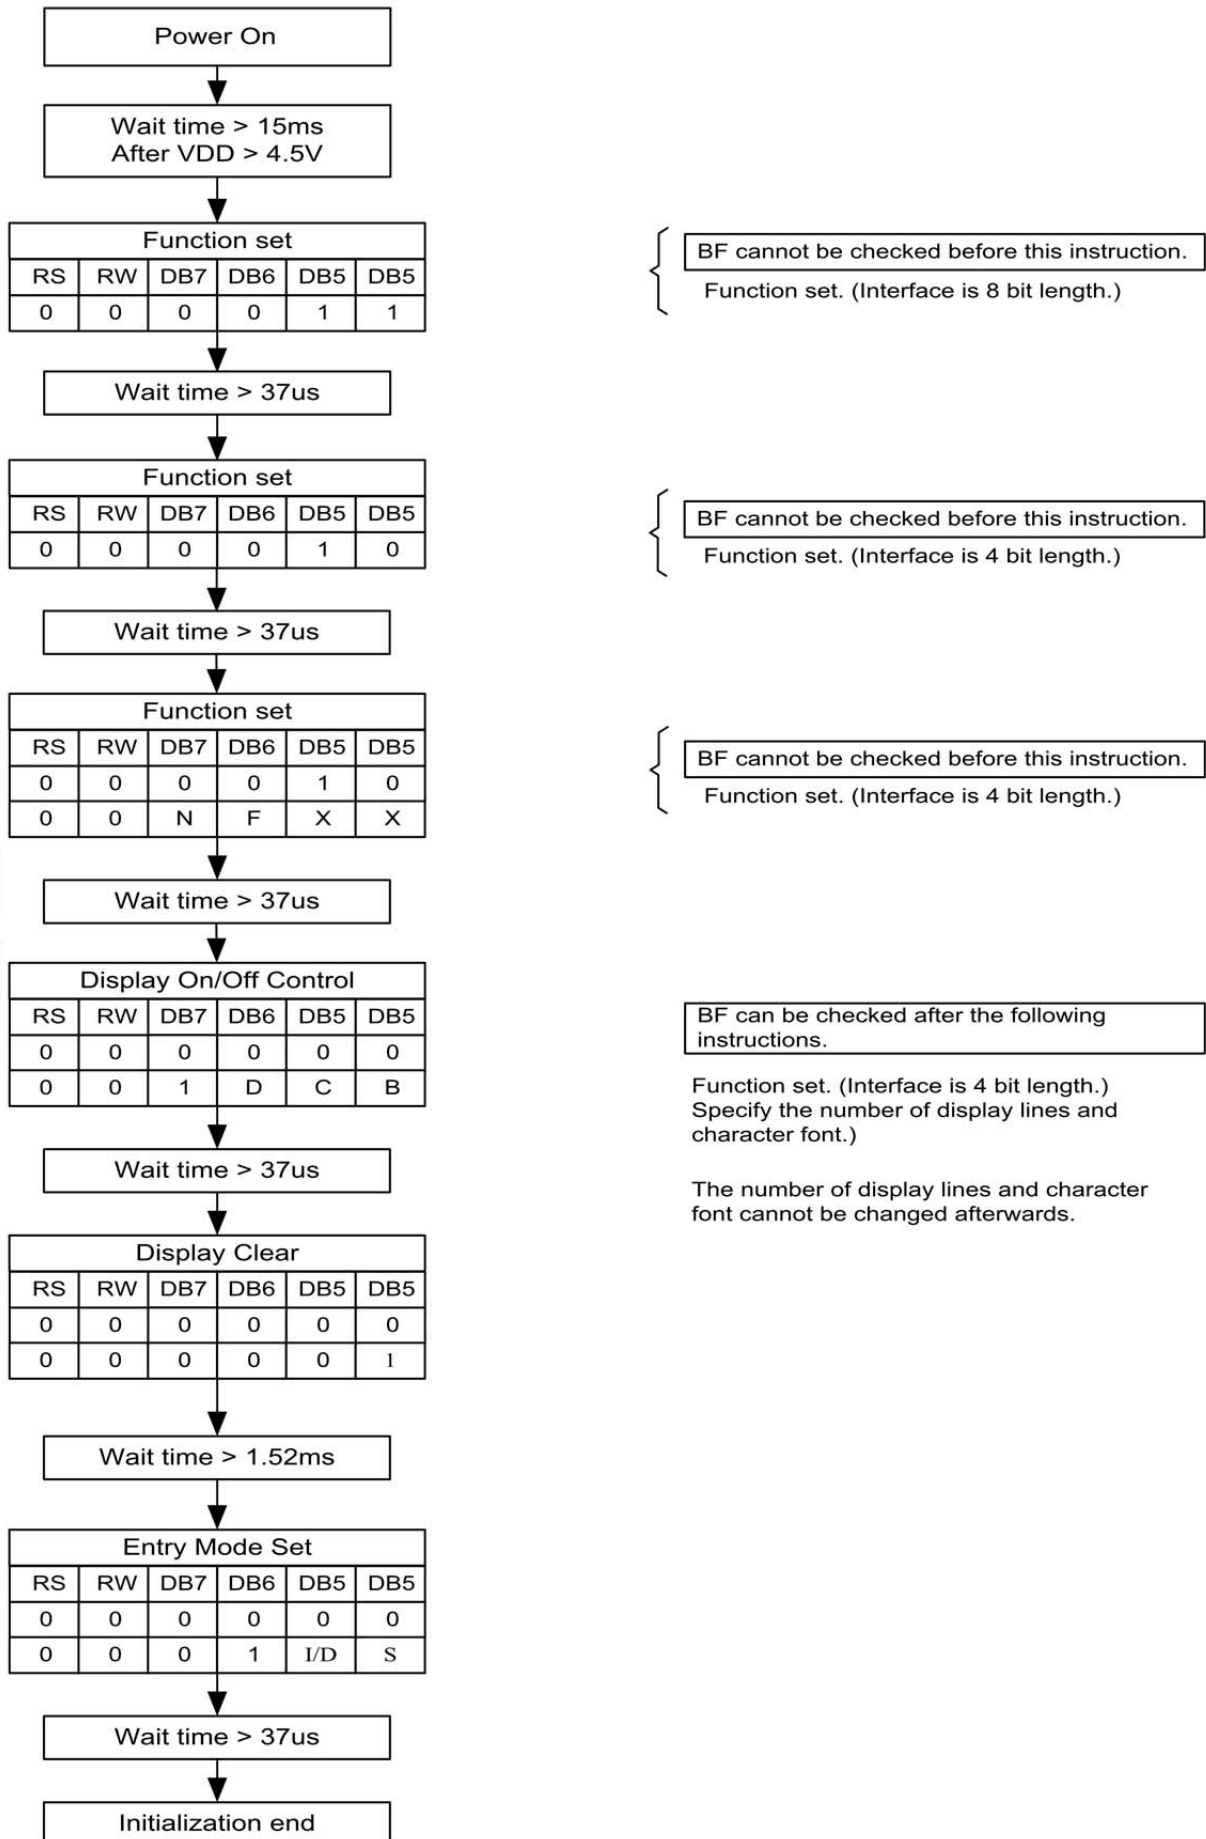 Power On
Wait time > 15ms
After VDD > 4.5V
Function set
RS RW DB7 DB6 DB5 DB5
0 0 0 0 1 1
BF cannot be checked before this instruction.
Function set. (Interface is 8 bit length.)
Wait time > 37us
Function set
RS RW DB7 DB6 DB5 DB5
0 0 0 0 1 0
BF cannot be checked before this instruction.
Function set. (Interface is 4 bit length.)
Wait time > 37us
Function set
RS RW DB7 DB6 DB5 DB5
0 0 0 0 1 0
0 0 N F X X
BF cannot be checked before this instruction.
Function set. (Interface is 4 bit length.)
Wait time > 37us
Display On/Off Control
RS RW DB7 DB6 DB5 DB5
0 0 0 0 0 0
0 0 1 D C B
BF can be checked after the following
instructions.
Function set. (Interface is 4 bit length.)
Specify the number of display lines and
character font.)
The number of display lines and character
font cannot be changed afterwards.
Wait time > 37us
Display Clear
RS RW DB7 DB6 DB5 DB5
0 0 0 0 0 0
0 0 0 0 0 1
Wait time > 1.52ms
Entry Mode Set
RS RW DB7 DB6 DB5 DB5
0 0 0 0 0 0
0 0 0 1 I/D S
Wait time > 37us
Initialization end